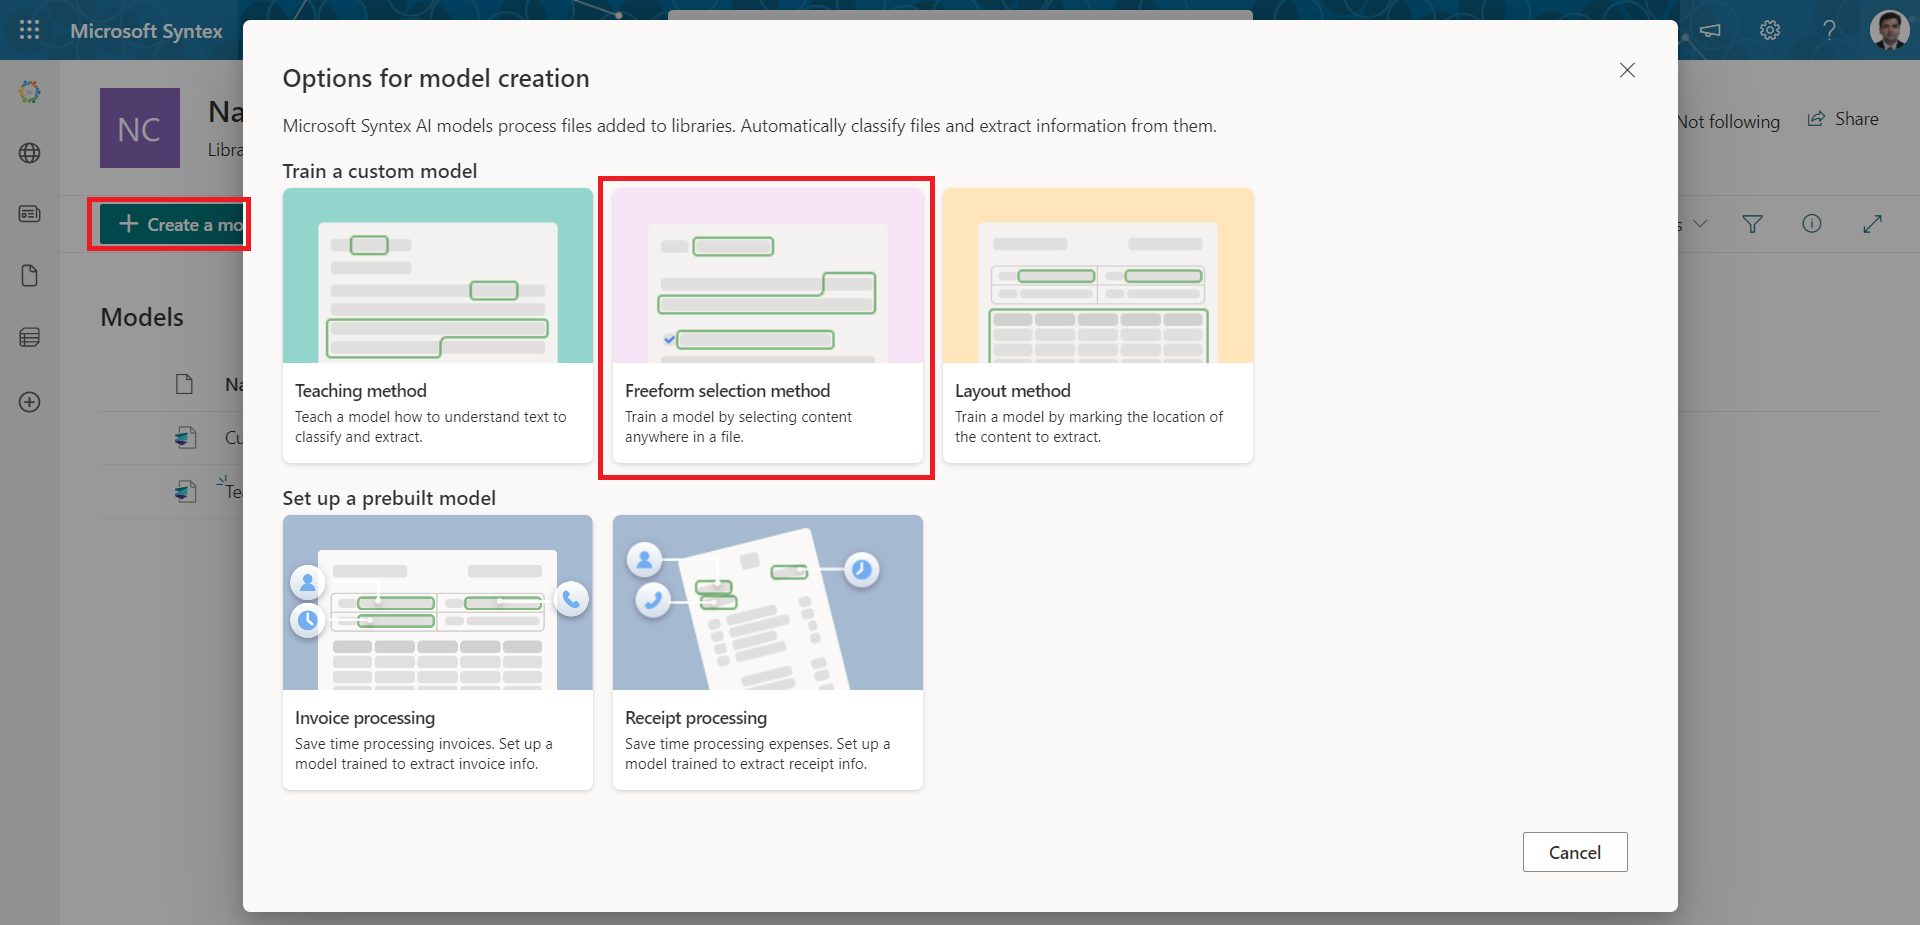 Microsoft Syntex
NC
Na
Libra
Not following
Share
Create a mo
s
Models
Na
Cu
Te
Options for model creation
Microsoft Syntex AI models process files added to libraries. Automatically classify files and extract information from them.
Train a custom model
Teaching method
Teach a model how to understand text to
classify and extract.
Freeform selection method
Train a model by selecting content
anywhere in a file.
Layout method
Train a model by marking the location of
the content to extract.
Set up a prebuilt model
Invoice processing
Save time processing invoices. Set up a
model trained to extract invoice info.
Receipt processing
Save time processing expenses. Set up a
model trained to extract receipt info.
Cancel